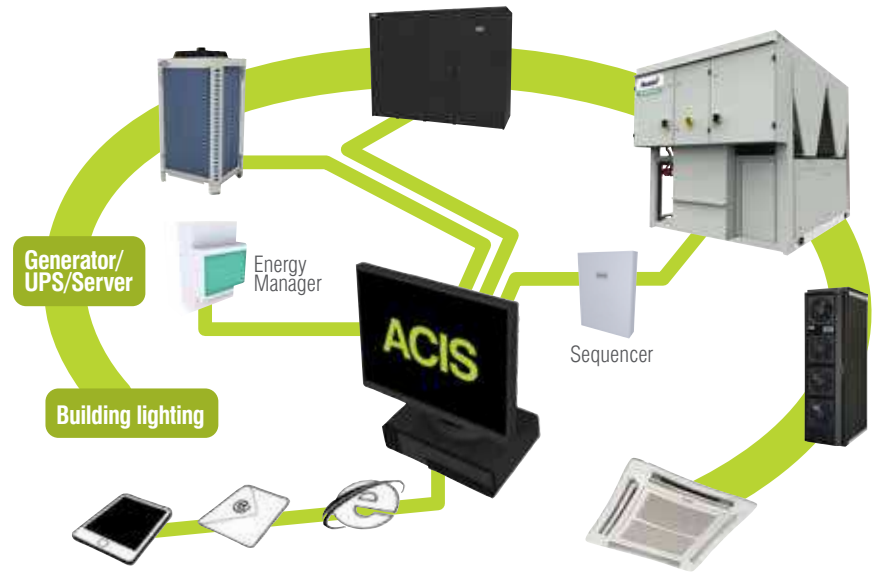 Generator/
UPS/Server
Energy
Manager
ACIS
Sequencer
Building lighting
@